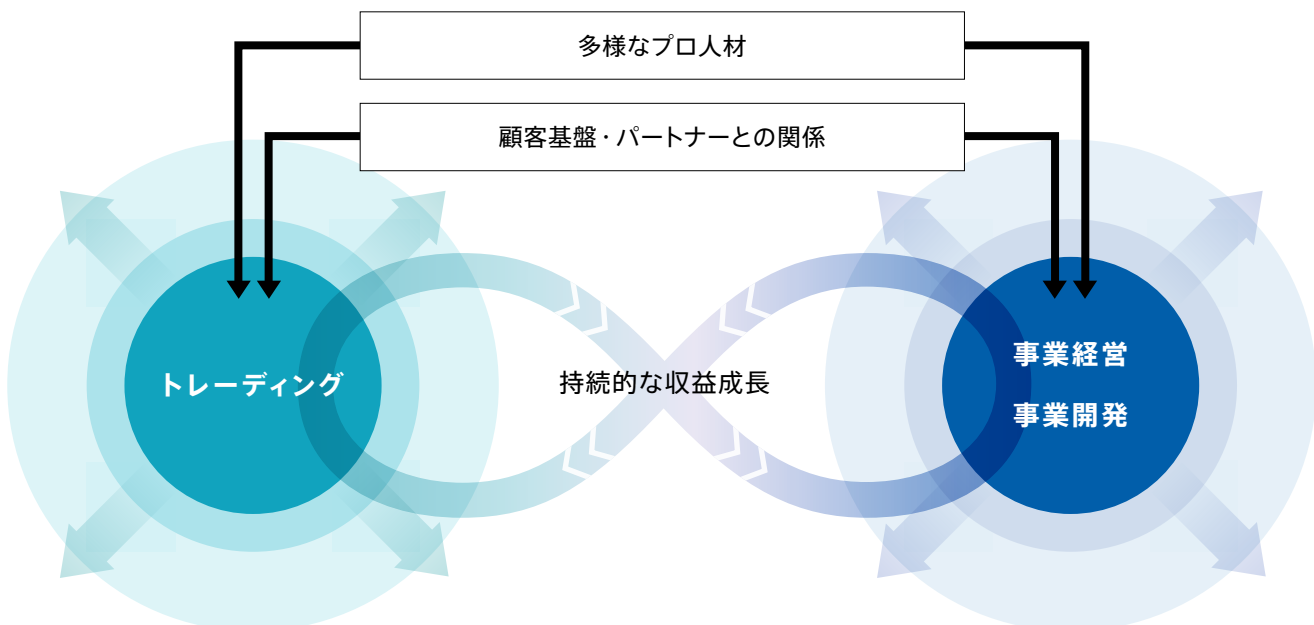 多様なプロ人材
顧客基盤・パートナーとの関係
トレーディング
持続的な収益成長
事業経営
事業開発